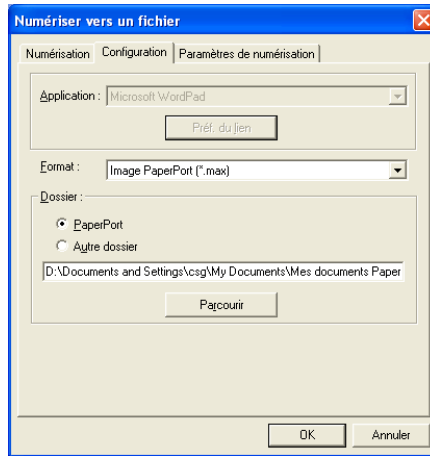 Numériser vers un fichier
Numérisation Configuration Paramètres de numérisation
Application : Microsoft WordPad
Préf. du lien
Format : Image PaperPort (*.max)
Dossier :
PaperPort
Autre dossier
D:\Documents and Settings\csg\My Documents\Mes documents Paper
Parcourir
OK Annuler